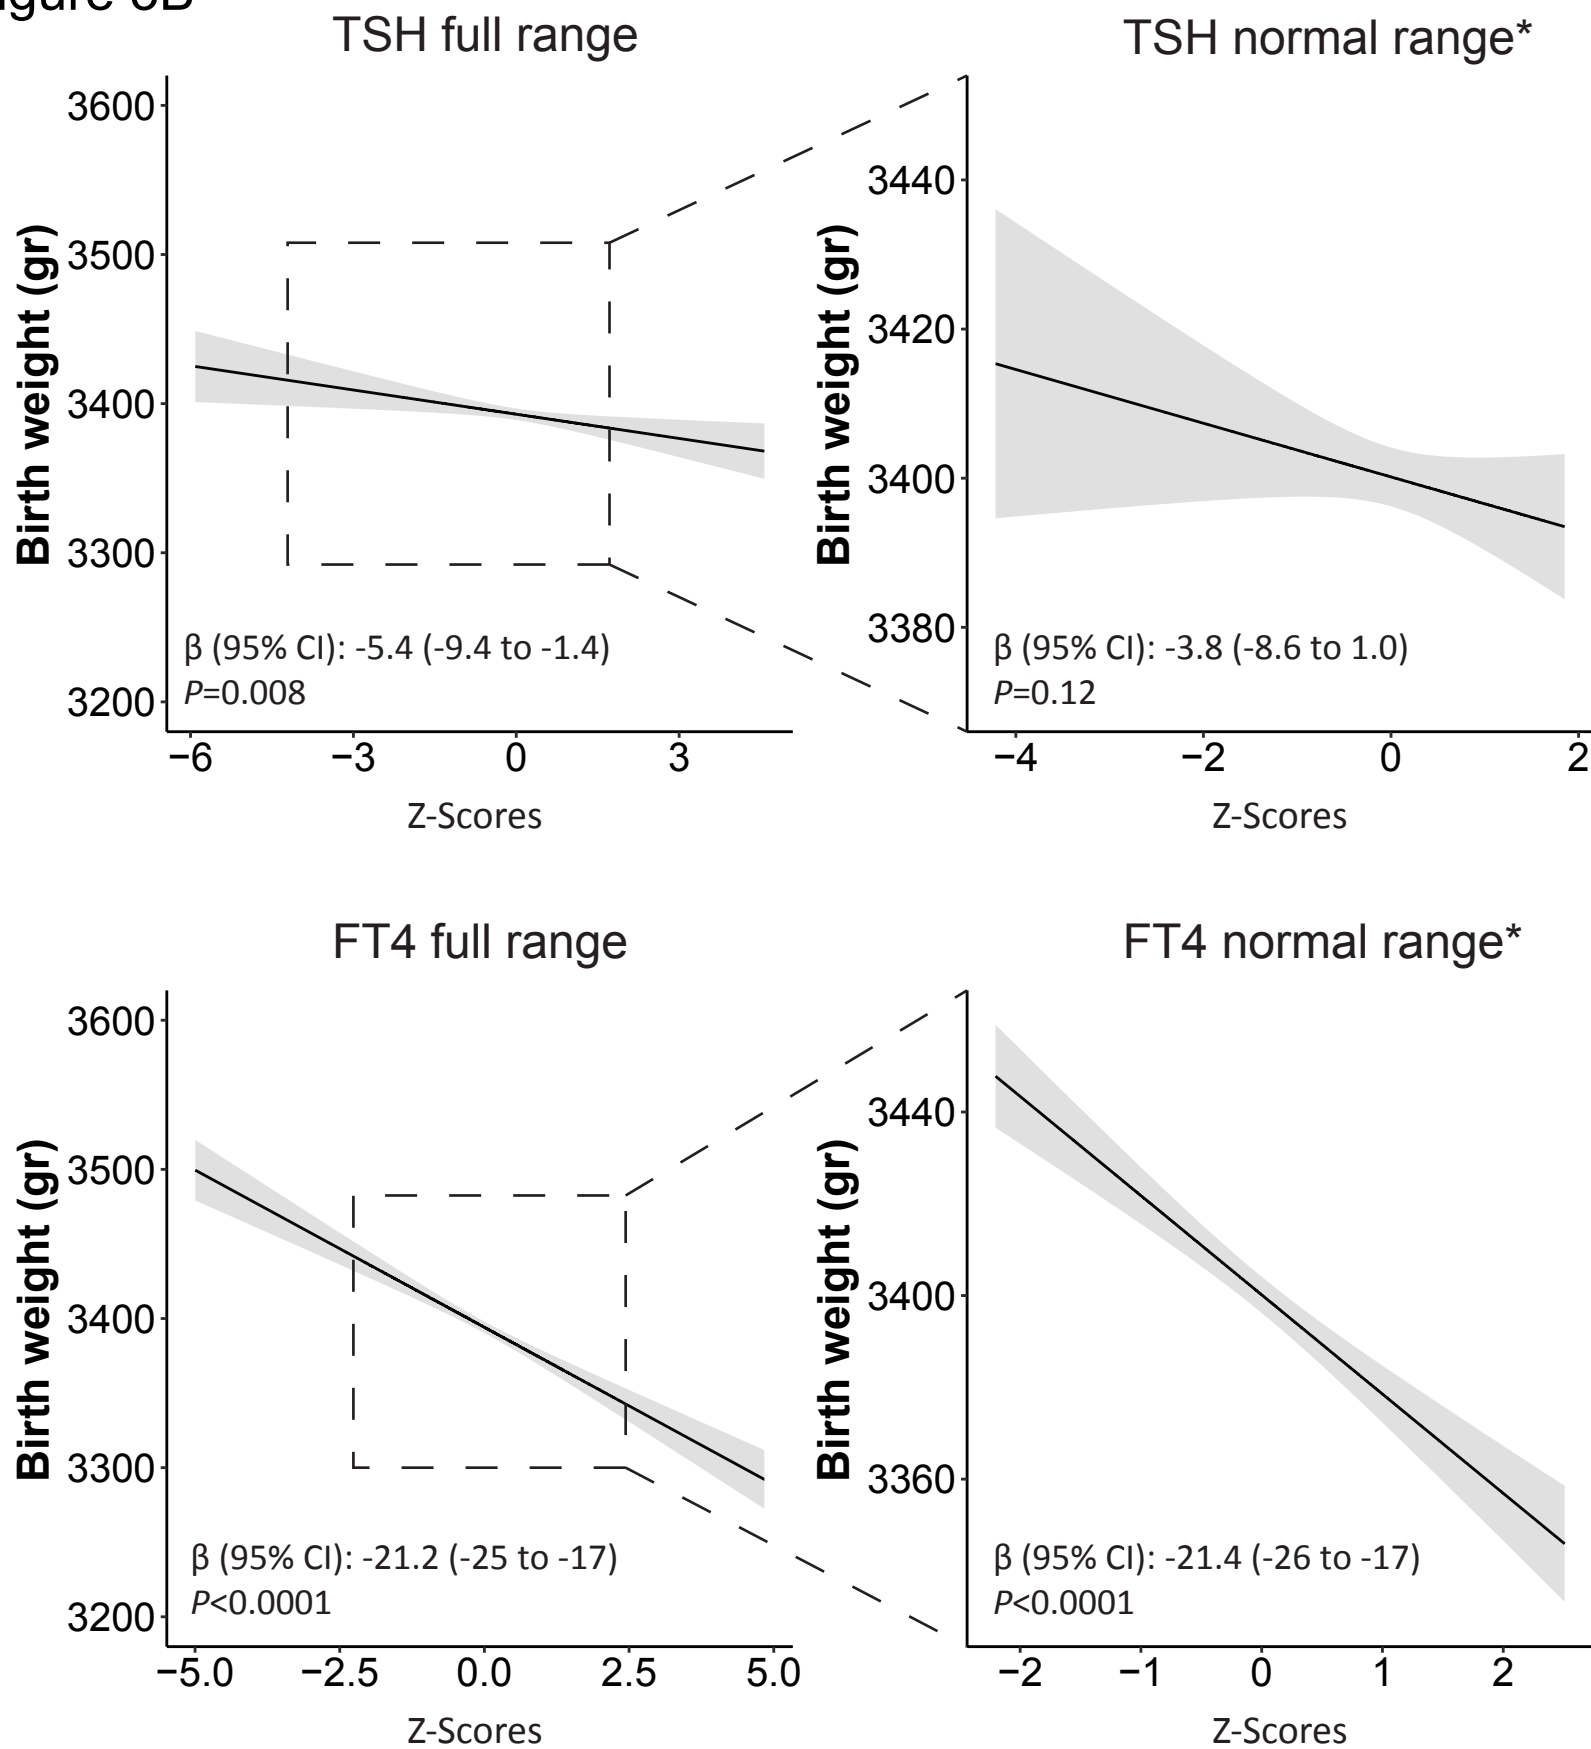 TSH full range
3600
3500
3400
3300
3200
Birth weight (gr)
β (95% CI): -5.4 (-9.4 to -1.4)
P=0.008
−6 −3 0 3
Z-Scores
TSH normal range*
3440
3420
3400
3380
Birth weight (gr)
β (95% CI): -3.8 (-8.6 to 1.0)
P=0.12
−4 −2 0 2
Z-Scores
FT4 full range
3600
3500
3400
3300
3200
Birth weight (gr)
β (95% CI): -21.2 (-25 to -17)
P<0.0001
−5.0 −2.5 0.0 2.5 5.0
Z-Scores
FT4 normal range*
3440
3400
3360
Birth weight (gr)
β (95% CI): -21.4 (-26 to -17)
P<0.0001
−2 −1 0 1 2
Z-Scores